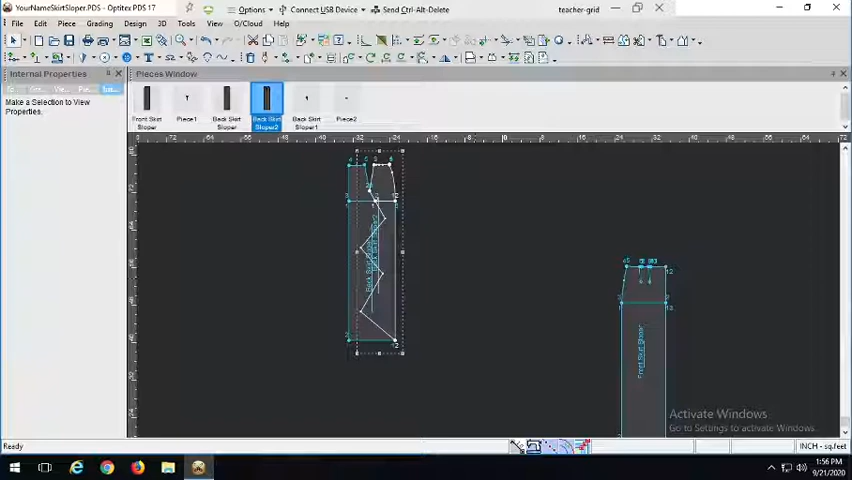 YourNameSkirtSloper.PDS - Optitex PDS 17
Options
Connect USB Device
Send Ctrl-Alt-Delete
teacher-grid
File Edit Piece Grading Design 3D Tools View Cloud Help
Internal Properties
Pieces Window
Make a Selection to View
Properties.
Front Skirt
Sloper
Piece1
Back Skirt
Sloper
Back Skirt
Sloper2
Back Skirt
Sloper1
Piece2
Back Skirt Sloper2
Front Skirt Sloper
Activate Windows
Go to Settings to activate Windows.
Ready
INCH - sq.feet
1:56 PM
9/21/2020